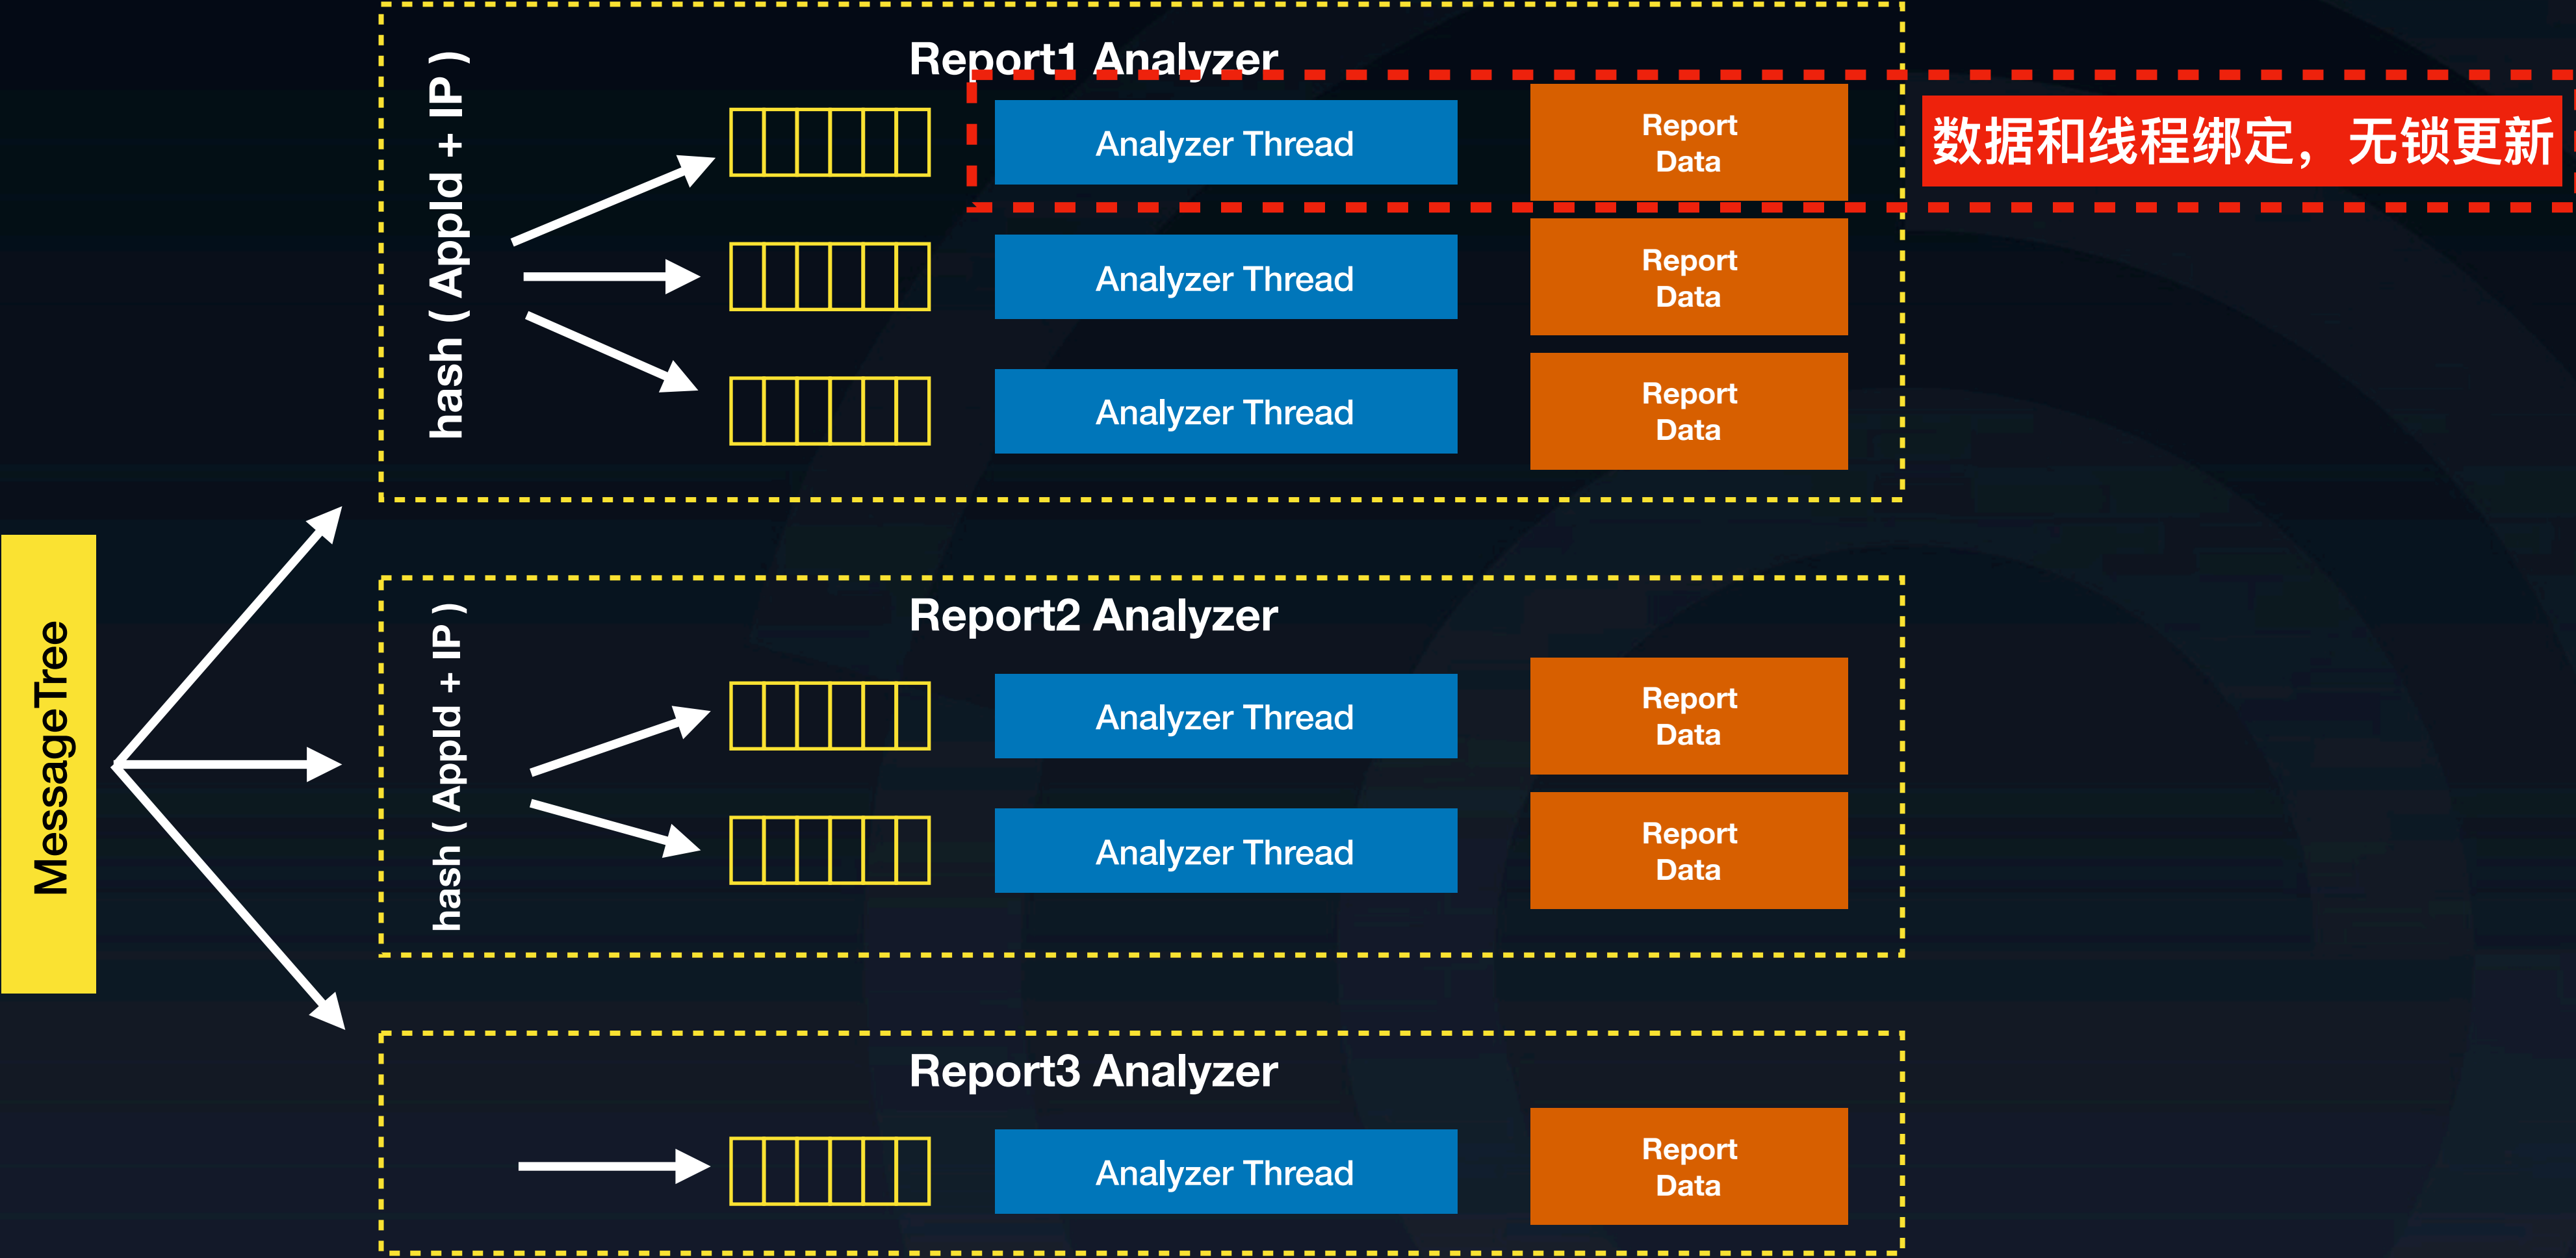 MessageTree
Report1 Analyzer
hash ( AppId + IP )
Analyzer Thread
Report
Data
数据和线程绑定，无锁更新
Analyzer Thread
Report
Data
Analyzer Thread
Report
Data
Report2 Analyzer
hash ( AppId + IP )
Analyzer Thread
Report
Data
Analyzer Thread
Report
Data
Report3 Analyzer
Analyzer Thread
Report
Data